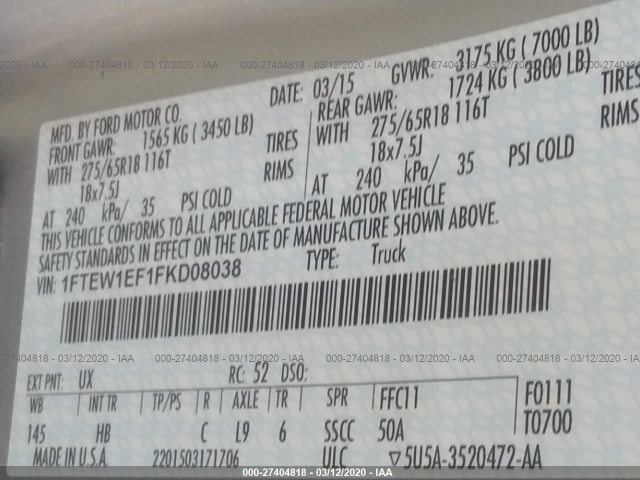 000-27404818 - 03/12/2020 - IAA
MFD. BY FORD MOTOR CO.
DATE: 03/15
GVWR: 3175 KG ( 7000 LB)
FRONT GAWR: 1565 KG ( 3450 LB)
REAR GAWR: 1724 KG ( 3800 LB)
WITH 275/65R18 116T TIRES
WITH 275/65R18 116T TIRES
18x7.5J RIMS
18x7.5J RIMS
AT 240 kPa/ 35 PSI COLD
AT 240 kPa/ 35 PSI COLD
THIS VEHICLE CONFORMS TO ALL APPLICABLE FEDERAL MOTOR VEHICLE
SAFETY STANDARDS IN EFFECT ON THE DATE OF MANUFACTURE SHOWN ABOVE.
VIN: 1FTEW1EF1FKD08038
TYPE: Truck
000-27404818 - 03/12/2020 - IAA
EXT PNT: UX RC: 52 DSO:
WB INT TR TP/PS R AXLE TR SPR FFC11 F0111
T0700
145 HB C L9 6 SSCC 50A
MADE IN U.S.A. 2201503171706 ULC ▽5U5A-3520472-AA
000-27404818 - 03/12/2020 - IAA